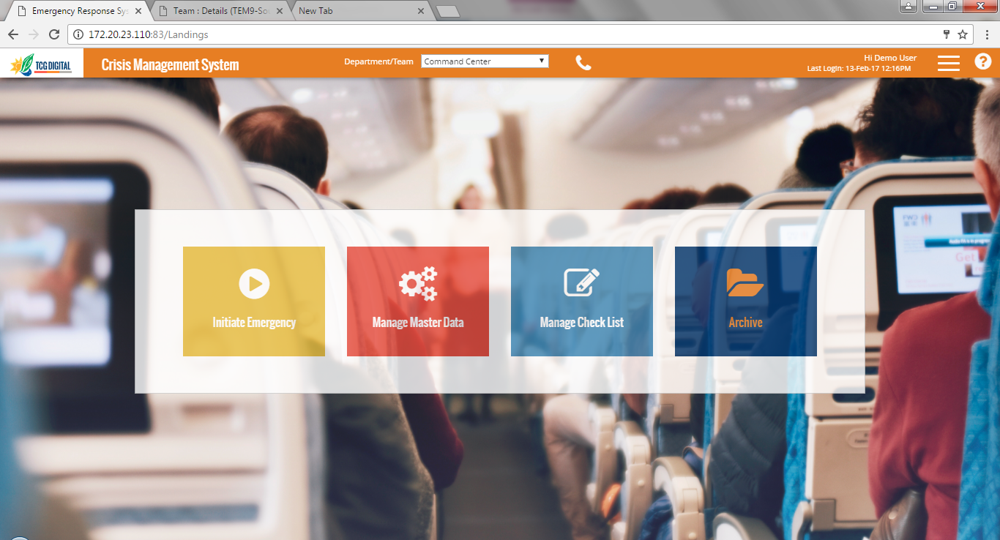 Emergency Response Sys
Team : Details (TEM9-So
New Tab
172.20.23.110:83/Landings
TCG DIGITAL
Crisis Management System
Department/Team
Command Center
Hi Demo User
Last Login: 13-Feb-17 12:16PM
?
Initiate Emergency
Manage Master Data
Manage Check List
Archive
Get